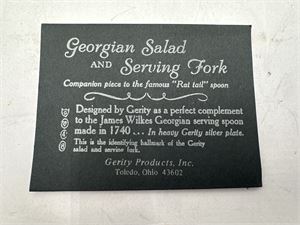 Georgian Salad
AND Serving Fork
Companion piece to the famous "Rat tail" spoon
Designed by Gerity as a perfect complement
to the James Wilkes Georgian serving spoon
made in 1740 ... In heavy Gerity silver plate.
This is the identifying hallmark of the Gerity
salad and serving fork.
Gerity Products, Inc.
Toledo, Ohio 43602